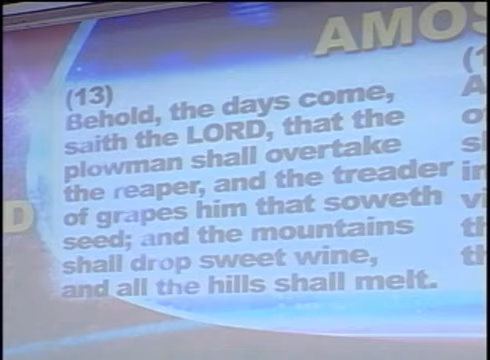 AMOS
(13)
Behold, the days come,
saith the LORD, that the
plowman shall overtake
the reaper, and the treader
of grapes him that soweth
seed; and the mountains
shall drop sweet wine,
and all the hills shall melt.